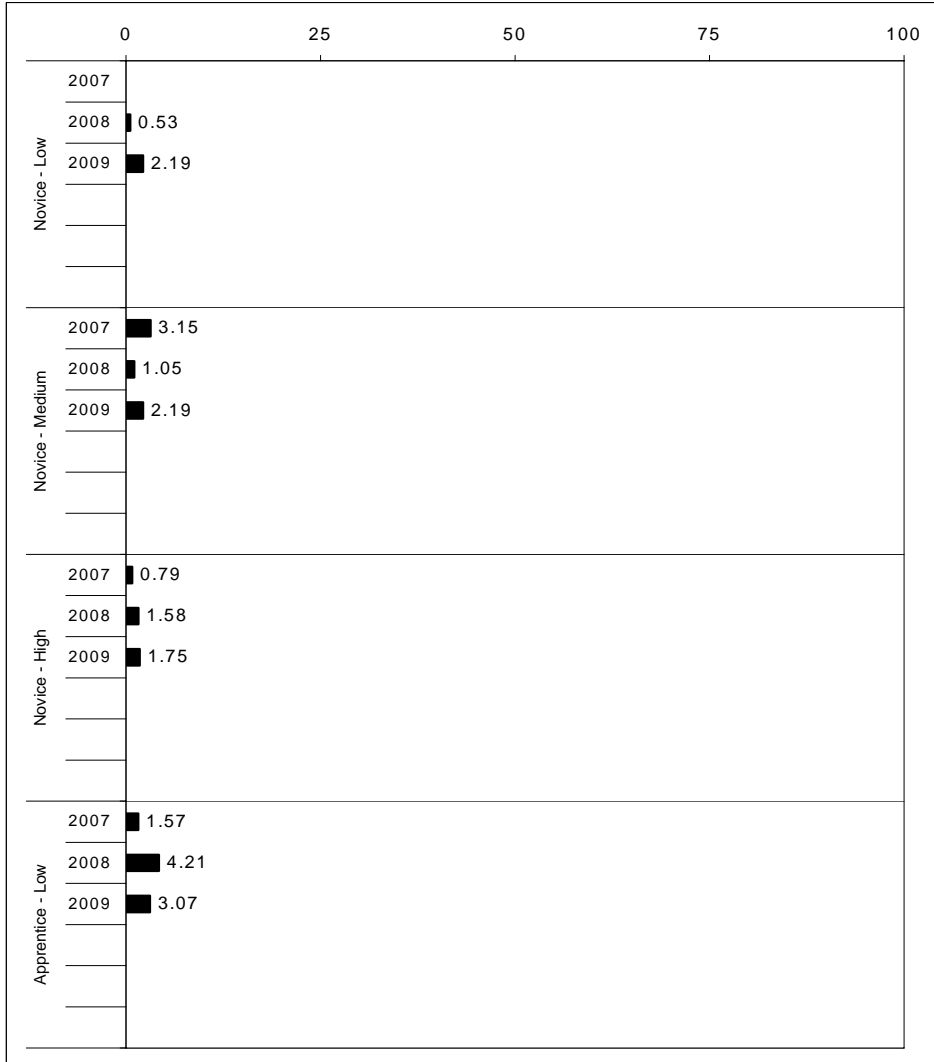 0 25 50 75 100
Novice - Low
2007
2008 0.53
2009 2.19
Novice - Medium
2007 3.15
2008 1.05
2009 2.19
Novice - High
2007 0.79
2008 1.58
2009 1.75
Apprentice - Low
2007 1.57
2008 4.21
2009 3.07